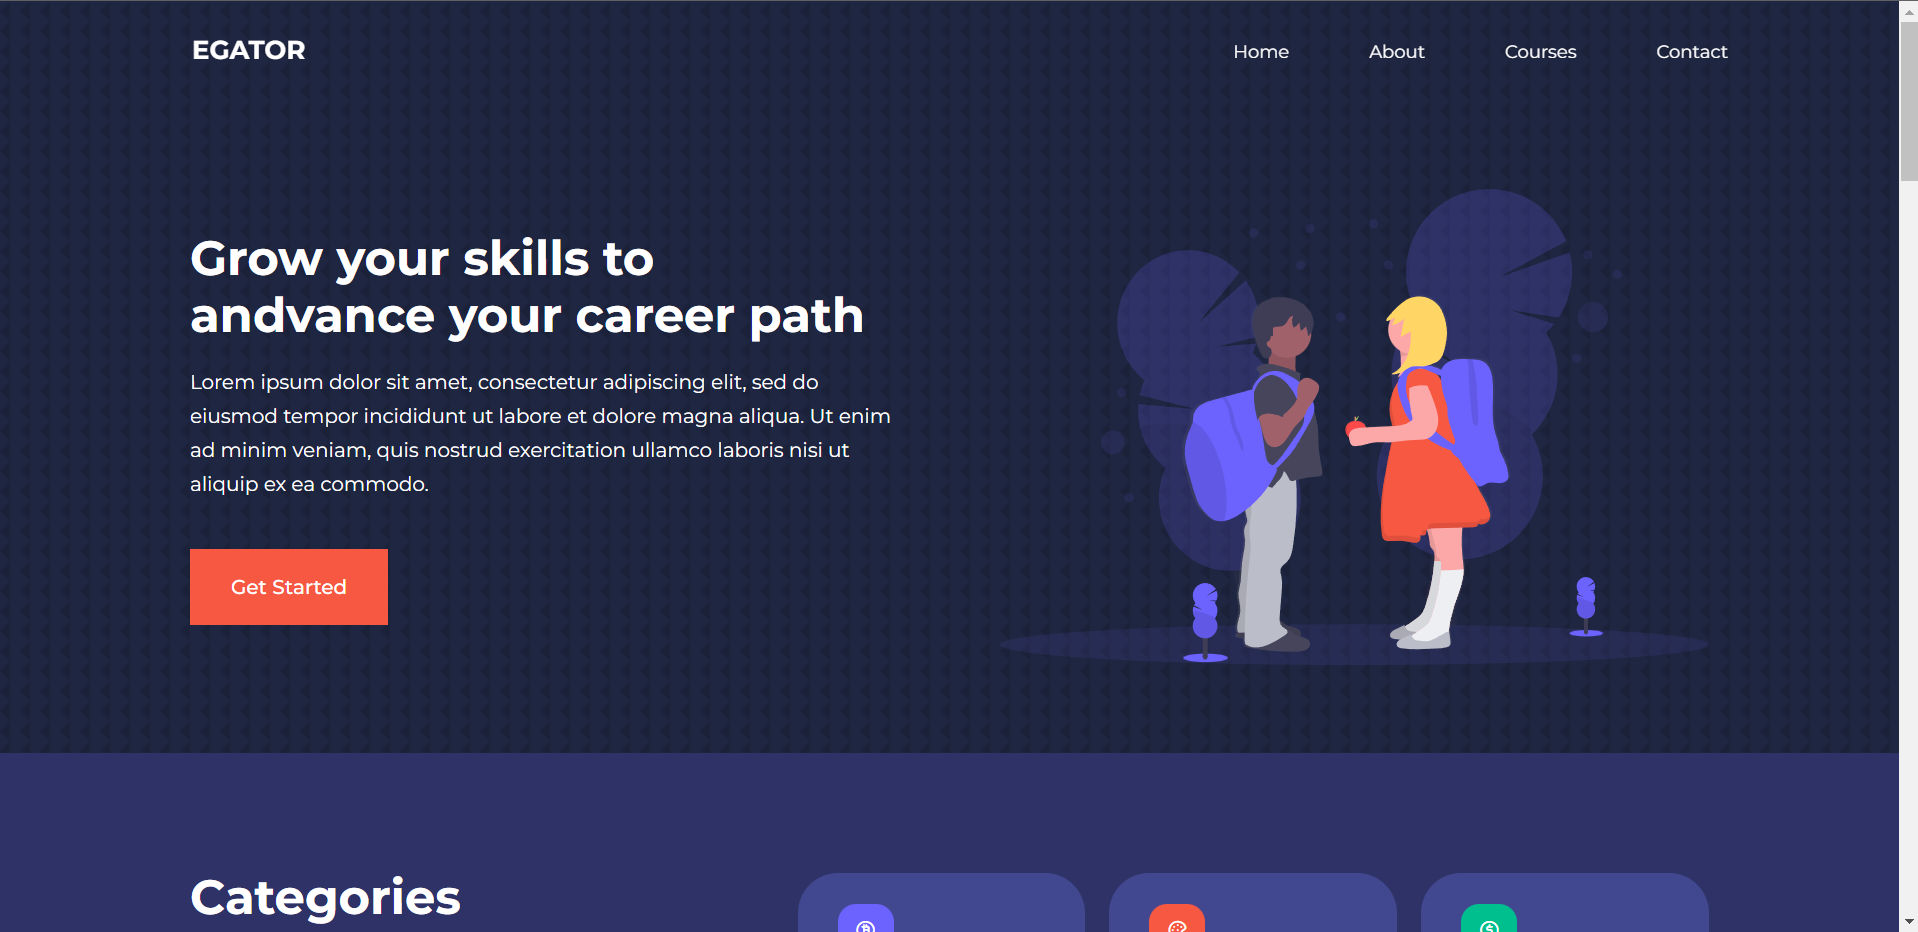 EGATOR
Home
About
Courses
Contact
Grow your skills to
andvance your career path
Lorem ipsum dolor sit amet, consectetur adipiscing elit, sed do
eiusmod tempor incididunt ut labore et dolore magna aliqua. Ut enim
ad minim veniam, quis nostrud exercitation ullamco laboris nisi ut
aliquip ex ea commodo.
Get Started
Categories